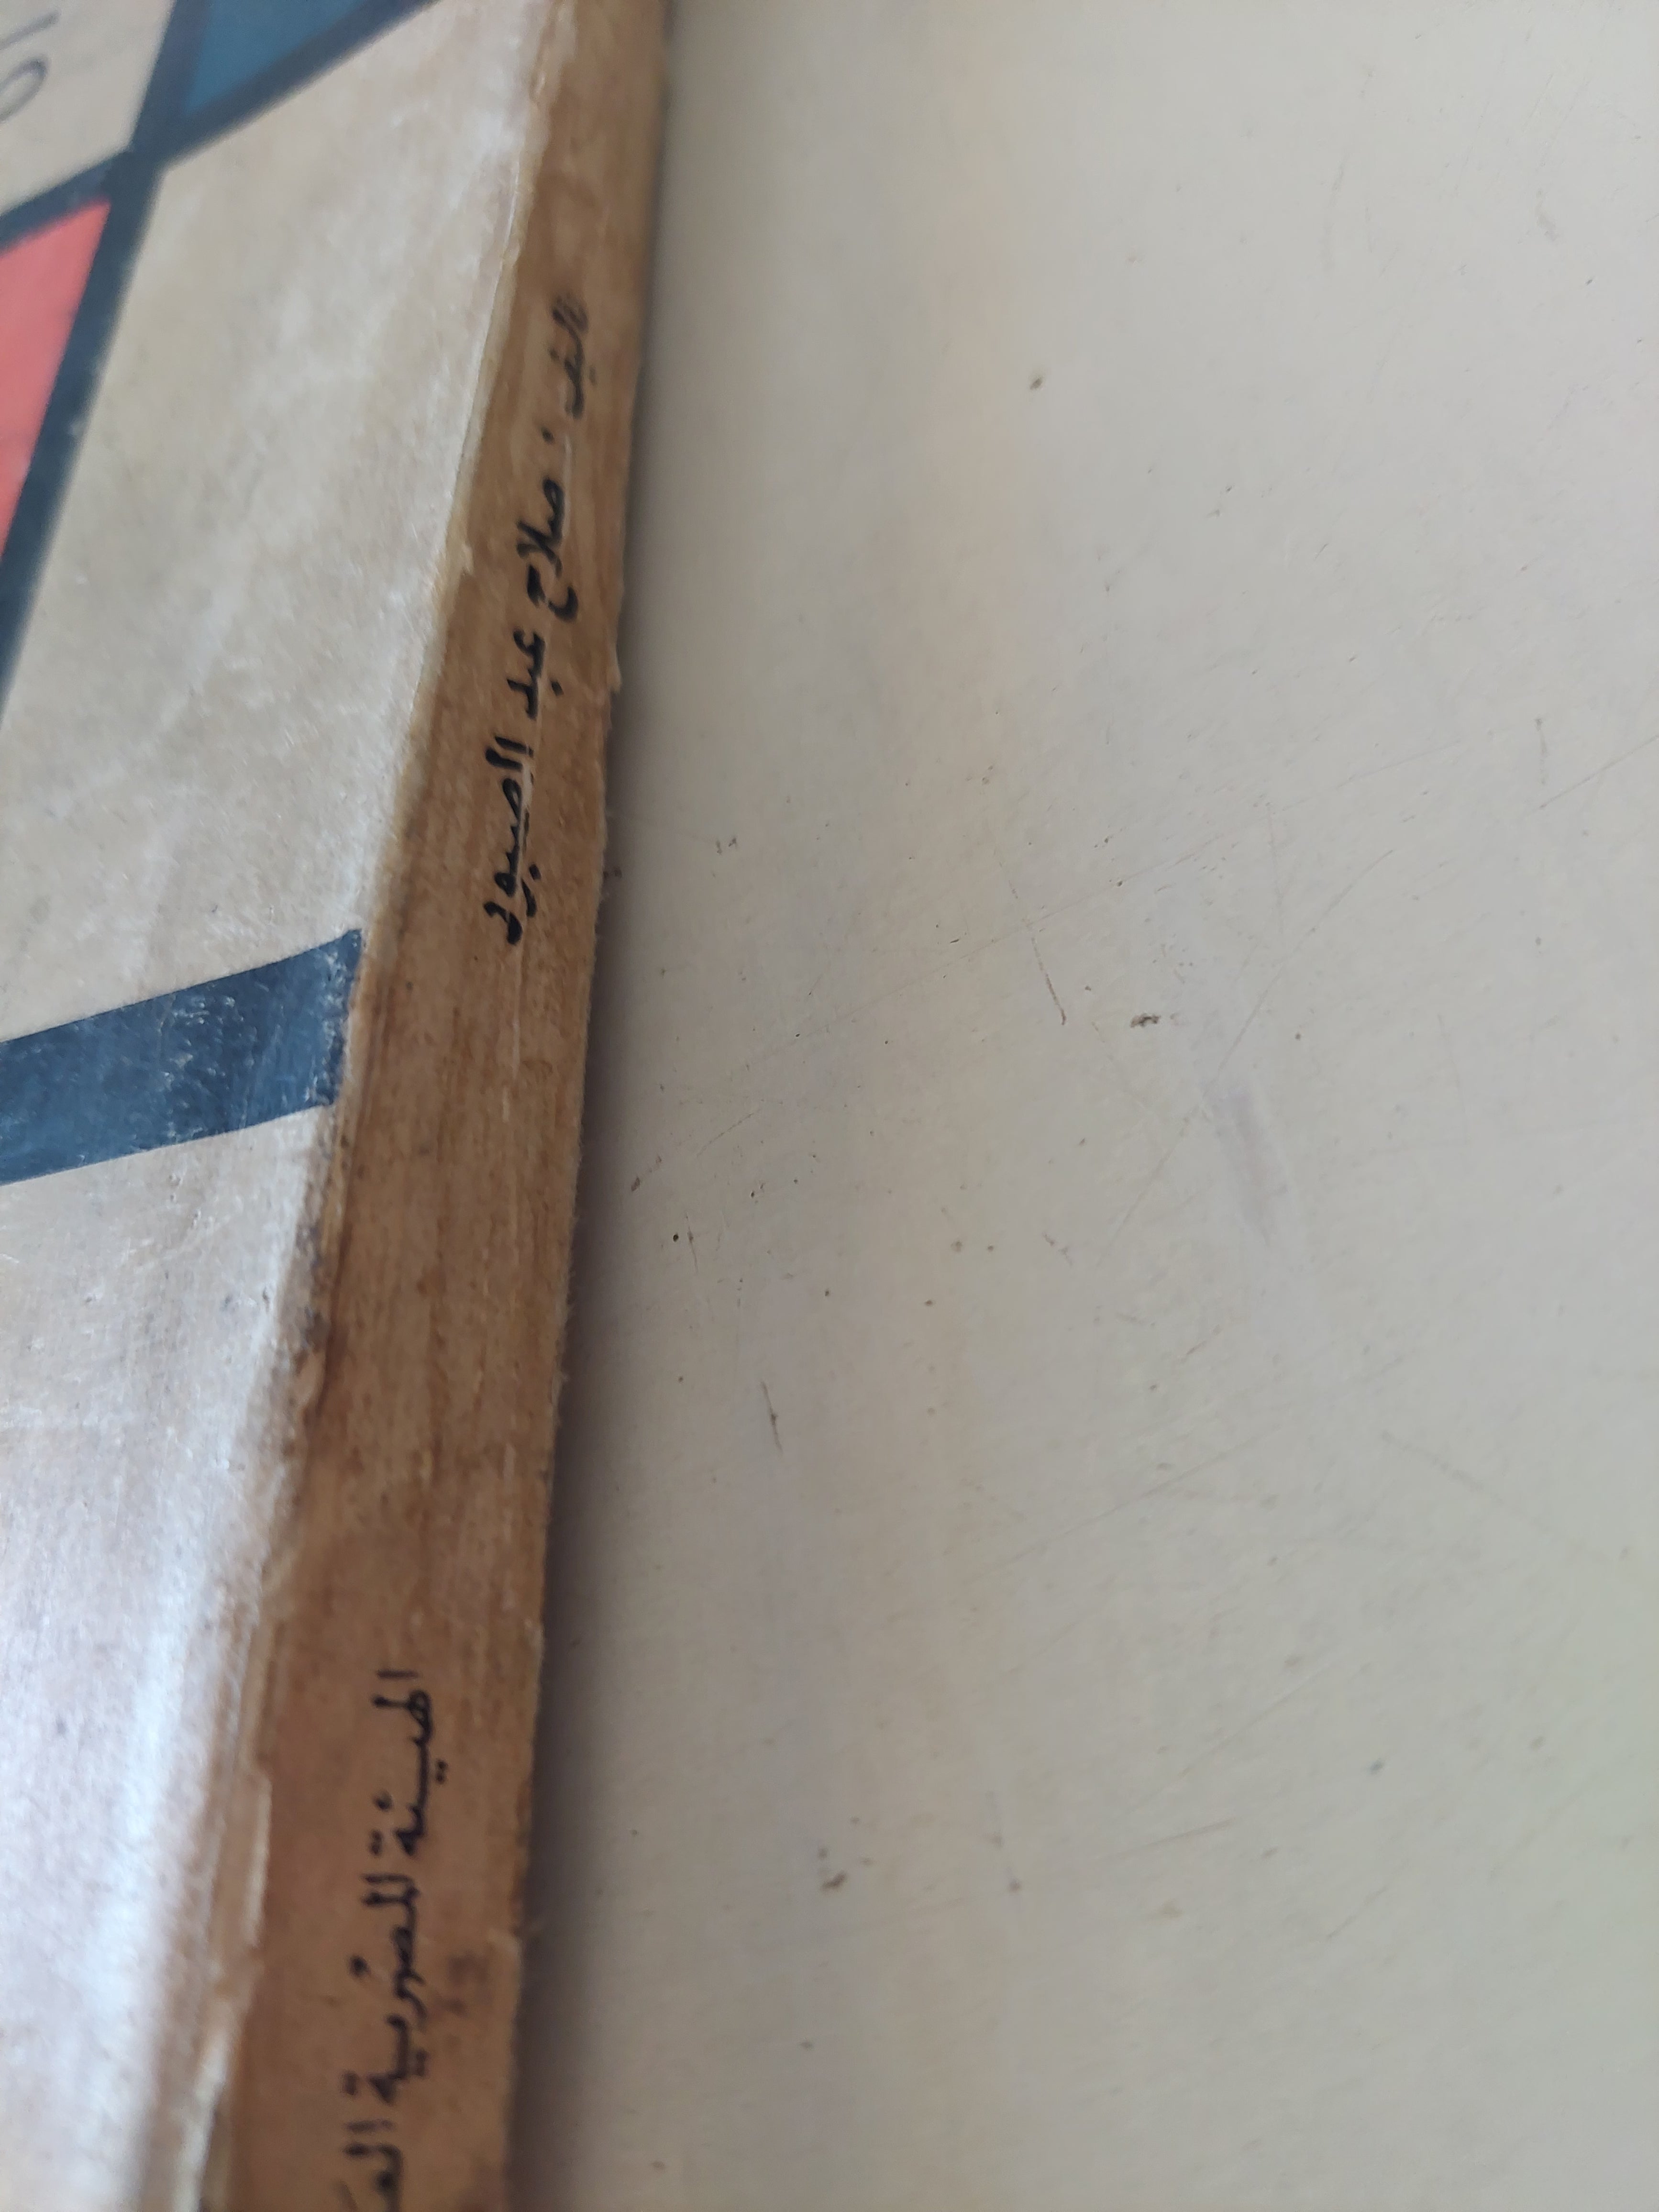 تأليف : صلاح عبد الصبور
الهيئة المصرية